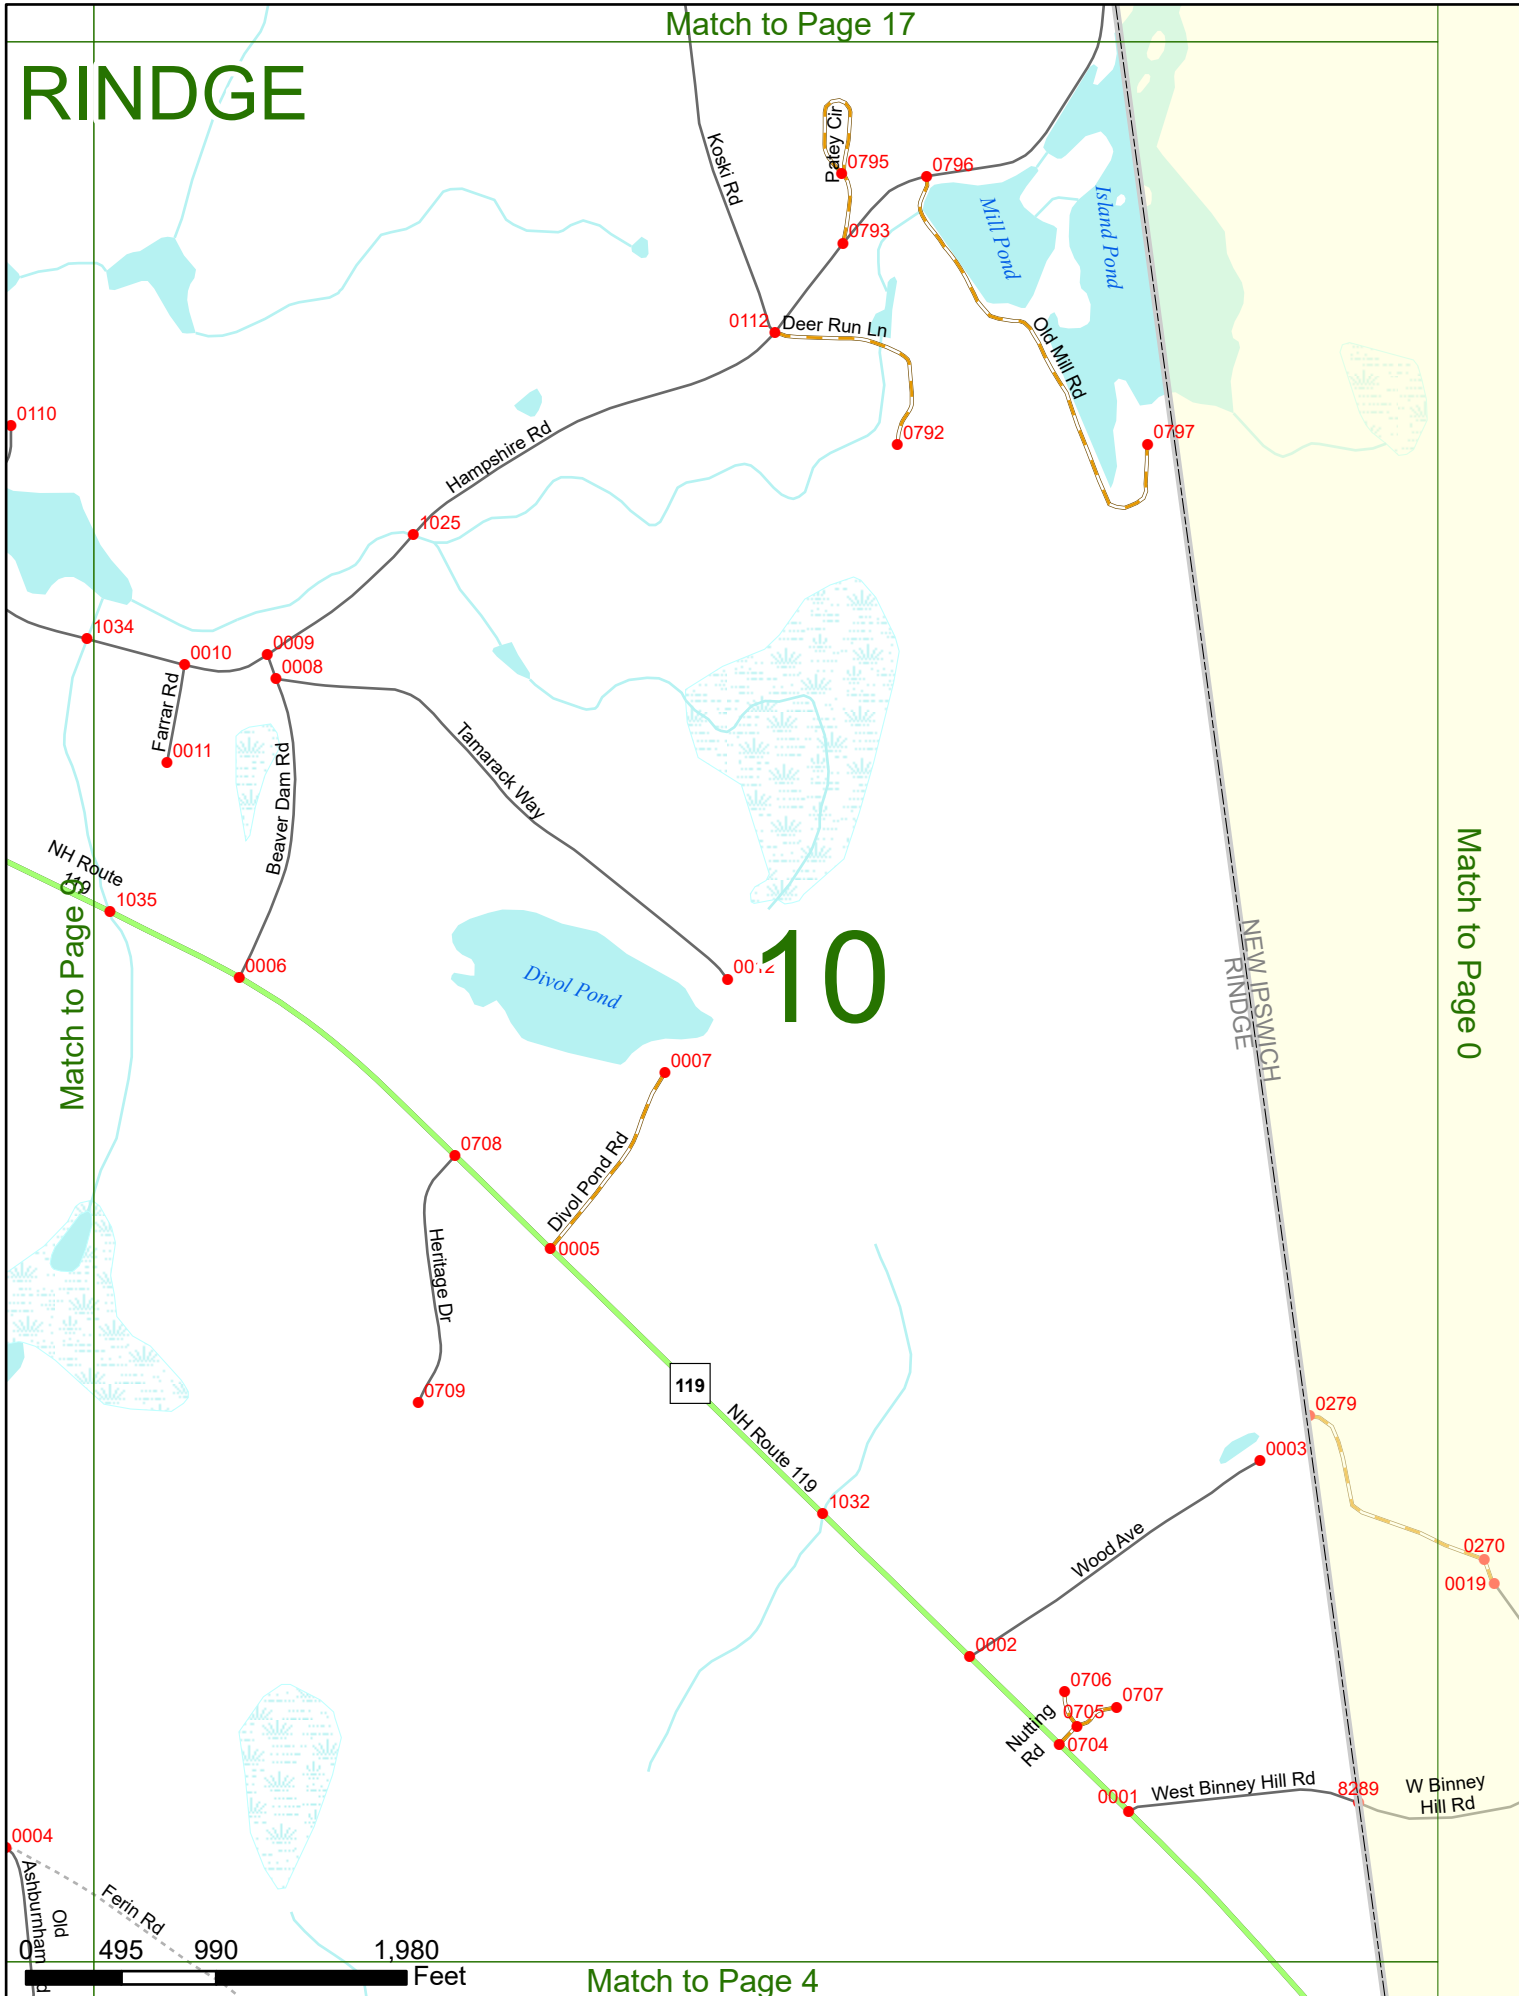 Match to Page 17
RINDGE
Koski Rd
Patey Cir
0795
0796
0793
Mill Pond
Island Pond
0112
Deer Run Ln
Old Mill Rd
0110
0792
0797
Hampshire Rd
1025
1034
0009
0010
0008
Farrar Rd
0011
Beaver Dam Rd
Tamarack Way
NH Route
119
1035
Match to Page 9
0006
0012
10
Divol Pond
NEW IPSWICH
RINDGE
Match to Page 0
0007
0708
Divol Pond Rd
0005
Heritage Dr
119
0709
NH Route 119
0279
0003
1032
Wood Ave
0270
0019
0002
0706
0707
0705
Nutting
Rd
0704
0001
West Binney Hill Rd
8289
W Binney
Hill Rd
0004
Old
Ashburnham Rd
Ferin Rd
0 495 990 1,980
Feet
Match to Page 4